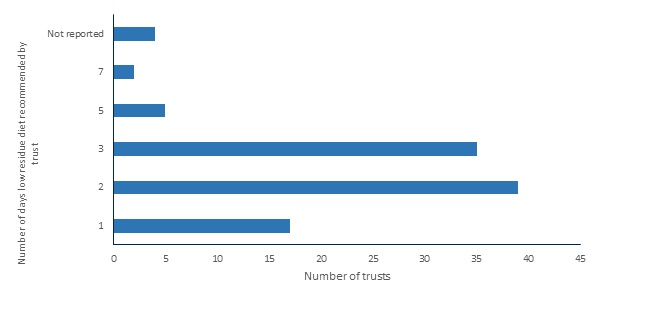 Number of days low residue diet recommended by
trust
Not reported
7
5
3
2
1
0 5 10 15 20 25 30 35 40 45
Number of trusts